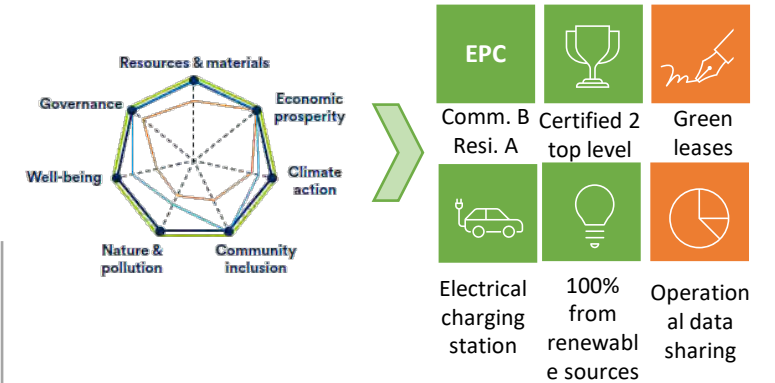 Resources & materials
Governance
Economic
prosperity
Well-being
Climate
action
Nature &
pollution
Community
inclusion
EPC
Comm. B
Resi. A
Certified 2
top level
Green
leases
Electrical
charging
station
100%
from
renewabl
e sources
Operation
al data
sharing